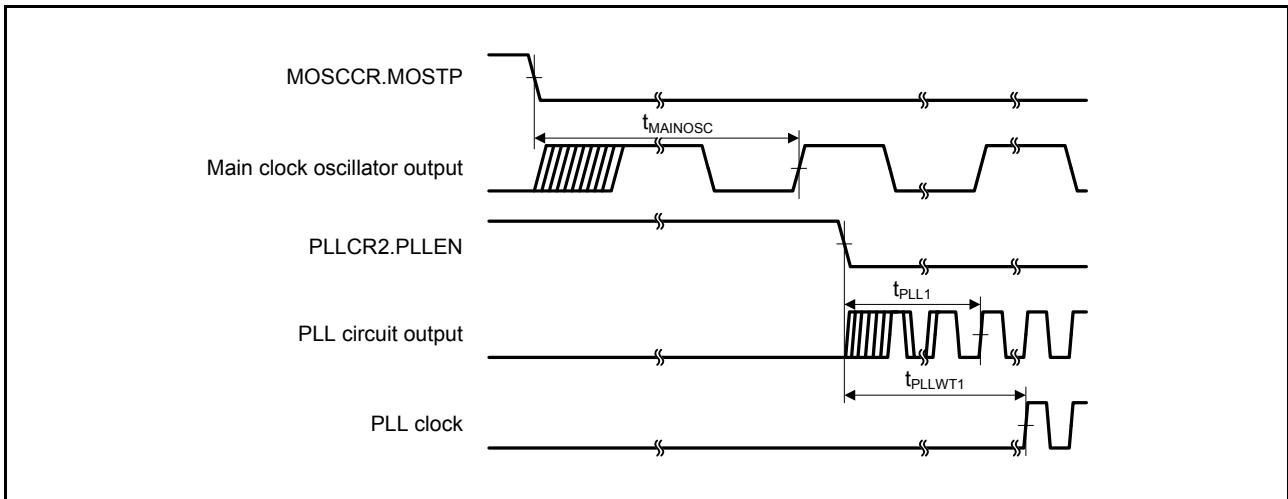 MOSCCR.MOSTP
tMAINOSC
Main clock oscillator output
PLLCR2.PLLEN
tPLL1
PLL circuit output
tPLLWT1
PLL clock